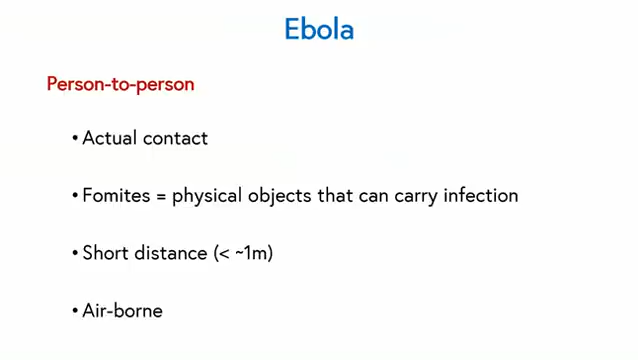 Ebola
Person-to-person
• Actual contact
• Fomites = physical objects that can carry infection
• Short distance (< ~1m)
• Air-borne